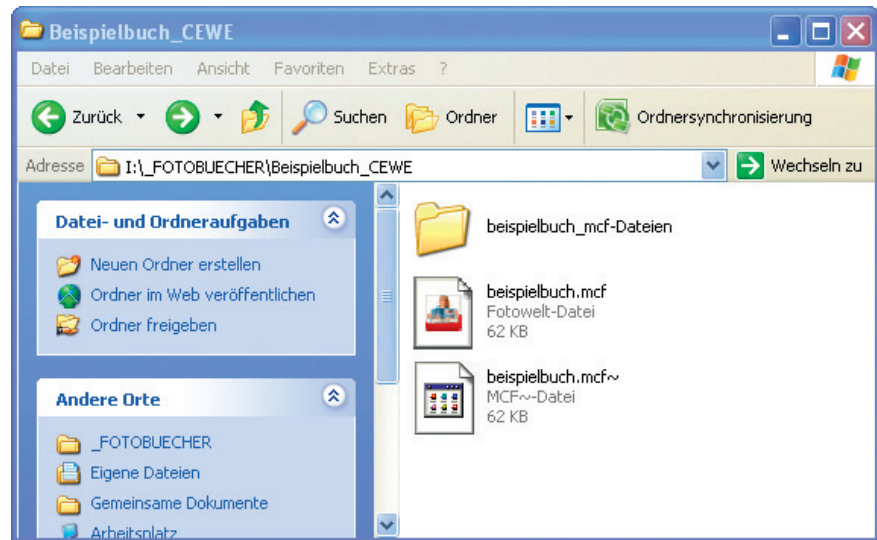 Beispielbuch_CEWE
Datei Bearbeiten Ansicht Favoriten Extras ?
Zurück Suchen Ordner Ordnersynchronisierung
Adresse I:\_FOTOBUECHER\Beispielbuch_CEWE Wechseln zu
Datei- und Ordneraufgaben
Neuen Ordner erstellen
Ordner im Web veröffentlichen
Ordner freigeben
Andere Orte
_FOTOBUECHER
Eigene Dateien
Gemeinsame Dokumente
Arbeitsplatz
beispielbuch_mcf-Dateien
beispielbuch.mcf
Fotowelt-Datei
62 KB
beispielbuch.mcf~
MCF~-Datei
62 KB